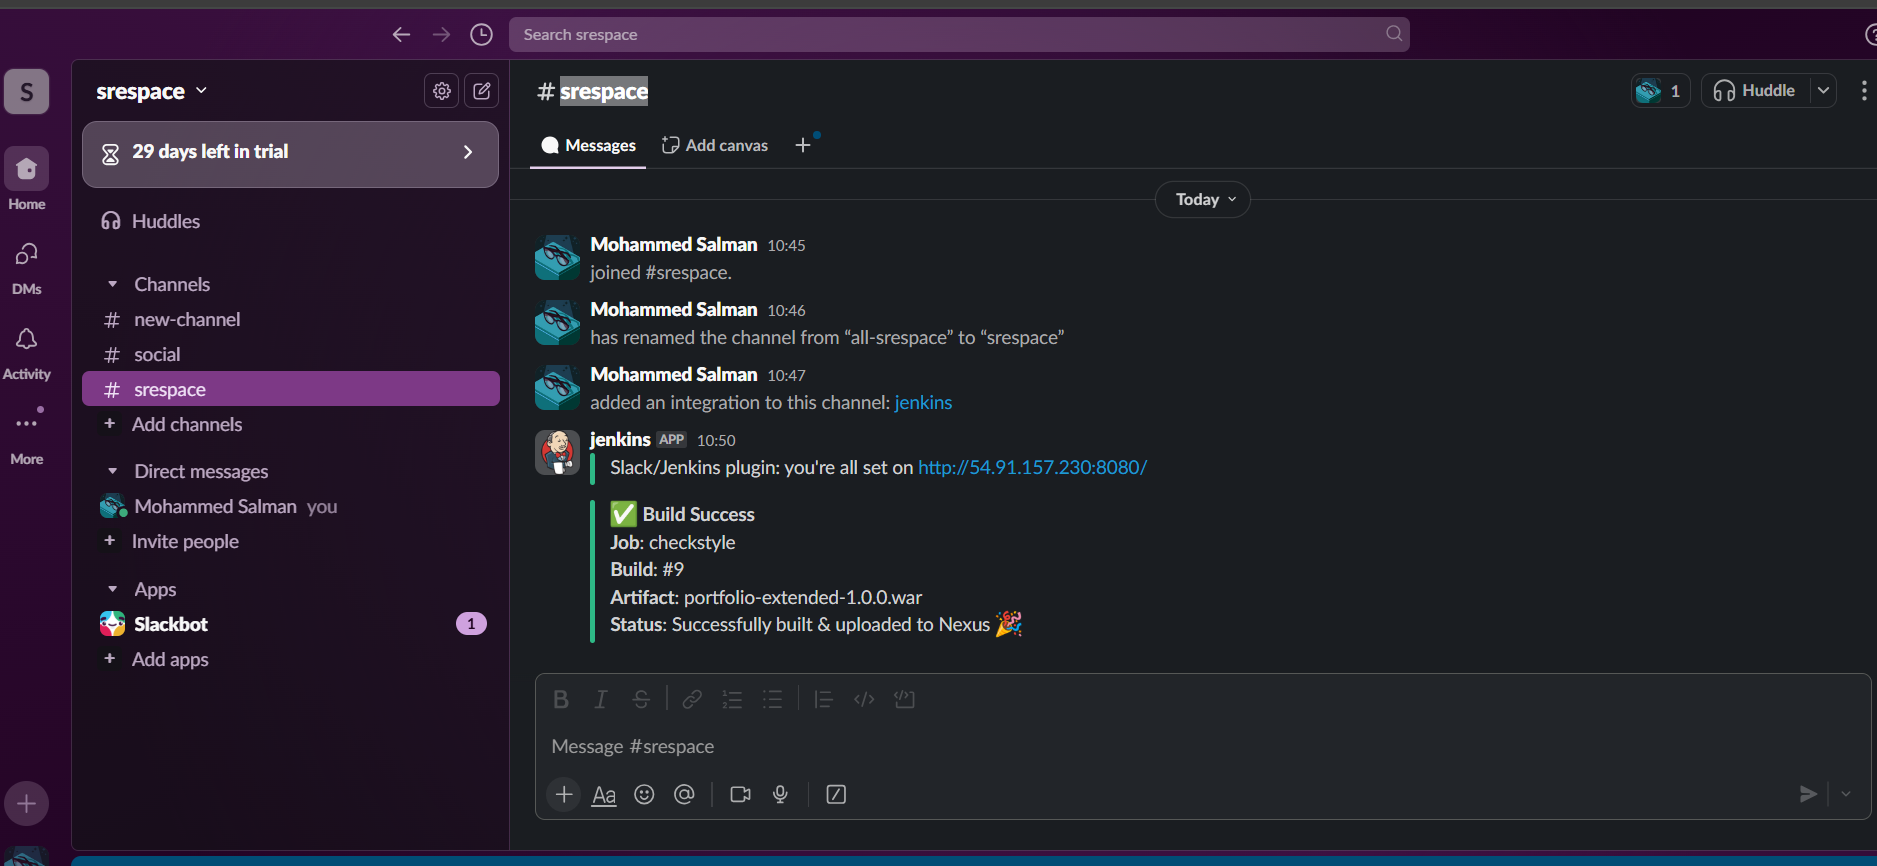 Search srespace
S
Home
DMs
Activity
More
srespace
29 days left in trial
Huddles
Channels
# new-channel
# social
# srespace
+ Add channels
Direct messages
Mohammed Salman you
+ Invite people
Apps
Slackbot 1
+ Add apps
# srespace
1
Huddle
Messages
Add canvas
+
Today
Mohammed Salman 10:45
joined #srespace.
Mohammed Salman 10:46
has renamed the channel from “all-srespace” to “srespace”
Mohammed Salman 10:47
added an integration to this channel: jenkins
jenkins APP 10:50
Slack/Jenkins plugin: you're all set on http://54.91.157.230:8080/
✅ Build Success
Job: checkstyle
Build: #9
Artifact: portfolio-extended-1.0.0.war
Status: Successfully built & uploaded to Nexus 🎉
B I S
Message #srespace
+ Aa @